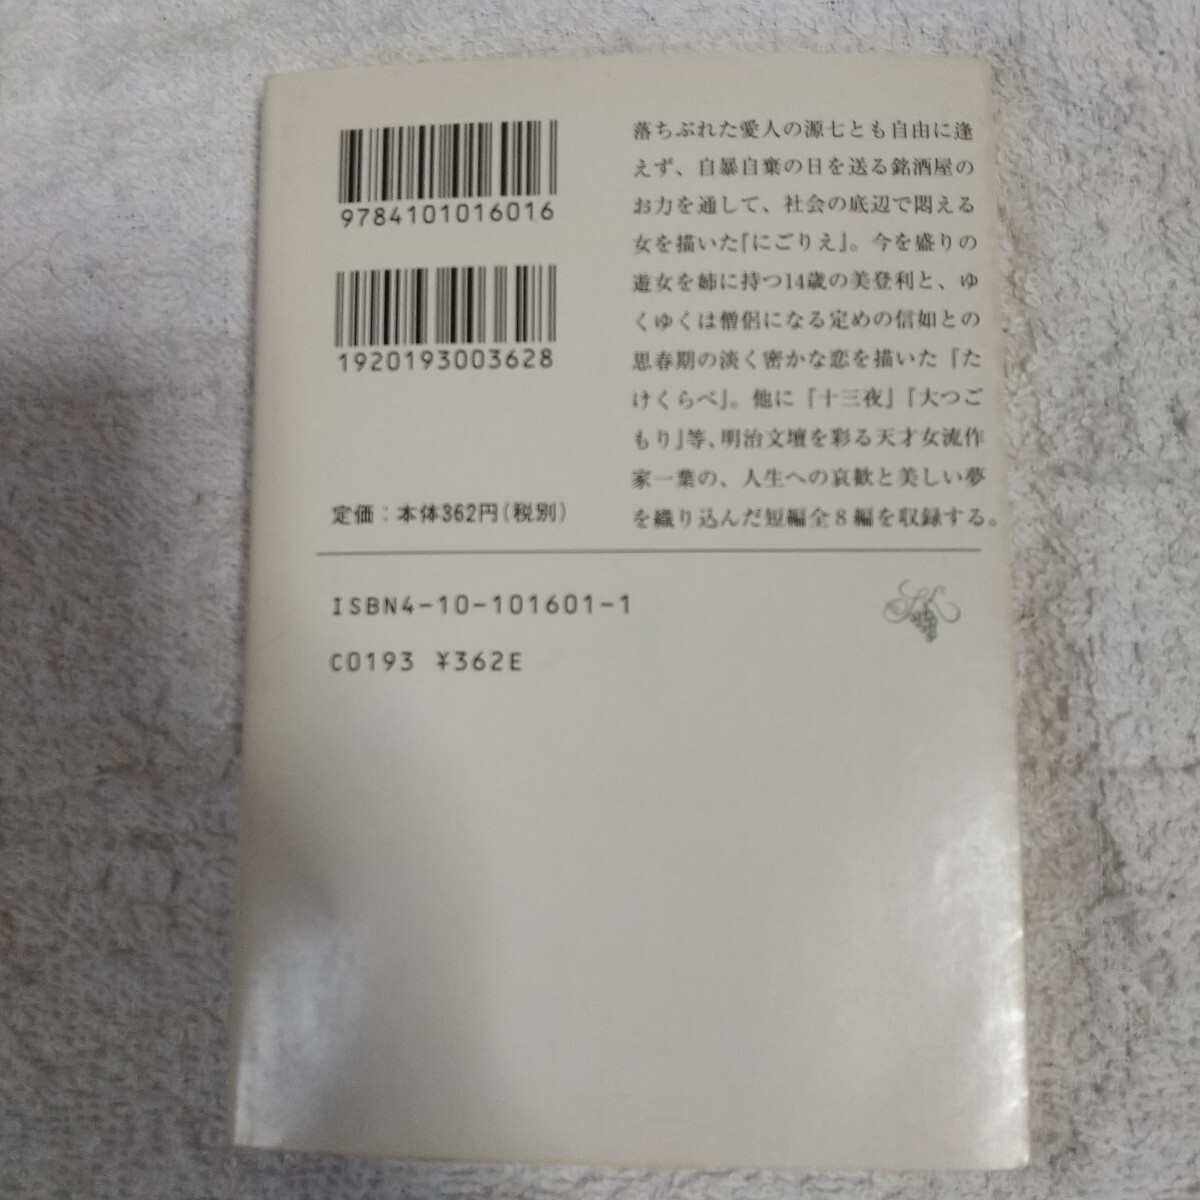 9784101016016
1920193003628
定価：本体362円（税別）
落ちぶれた愛人の源七とも自由に逢
えず、自暴自棄の日を送る銘酒屋の
お力を通して、社会の底辺で悶える
女を描いた『にごりえ』。今を盛りの
遊女を姉に持つ14歳の美登利と、ゆ
くゆくは僧侶になる定めの信如との
思春期の淡く密かな恋を描いた『た
けくらべ』。他に『十三夜』『大つご
もり』等、明治文壇を彩る天才女流作
家一葉の、人生への哀歓と美しい夢
を織り込んだ短編全８編を収録する。
ISBN4-10-101601-1
C0193 ¥362E